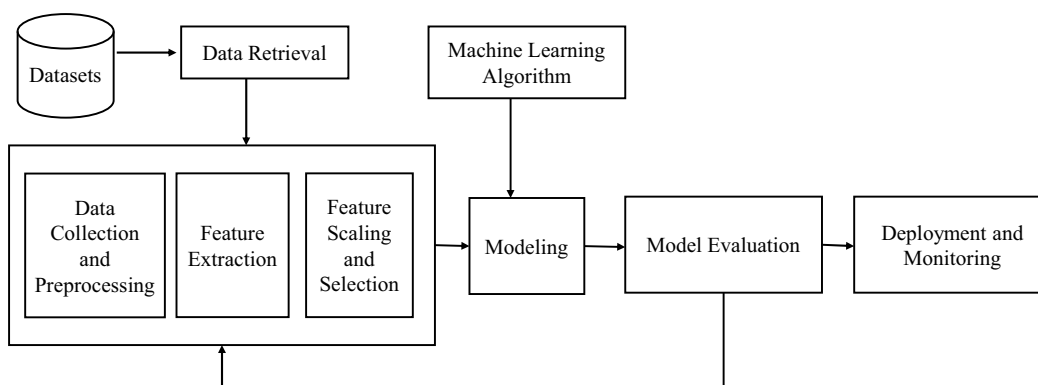 Datasets
Data Retrieval
Machine Learning
Algorithm
Data
Collection
and
Preprocessing
Feature
Extraction
Feature
Scaling
and
Selection
Modeling
Model Evaluation
Deployment and
Monitoring